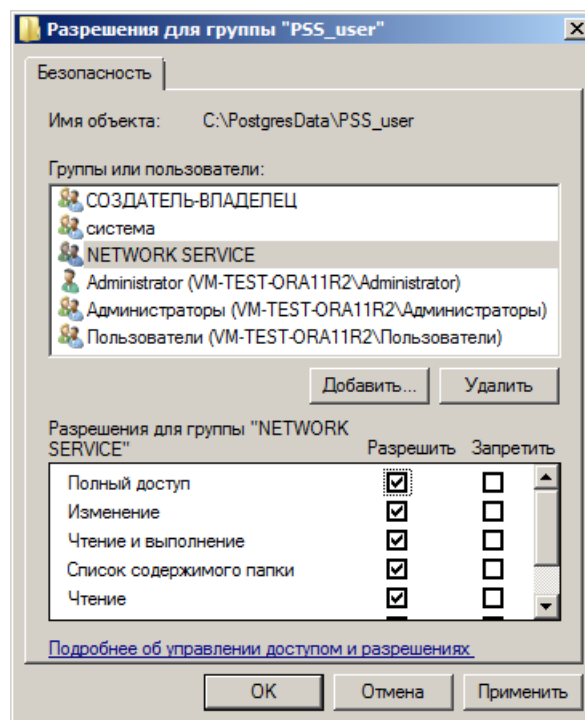 Разрешения для группы "PSS_user"
Безопасность
Имя объекта: C:\PostgresData\PSS_user
Группы или пользователи:
СОЗДАТЕЛЬ-ВЛАДЕЛЕЦ
система
NETWORK SERVICE
Administrator (VM-TEST-ORA11R2\Administrator)
Администраторы (VM-TEST-ORA11R2\Администраторы)
Пользователи (VM-TEST-ORA11R2\Пользователи)
Добавить... Удалить
Разрешения для группы "NETWORK
SERVICE" Разрешить Запретить
Полный доступ
Изменение
Чтение и выполнение
Список содержимого папки
Чтение
Подробнее об управлении доступом и разрешениях
OK Отмена Применить